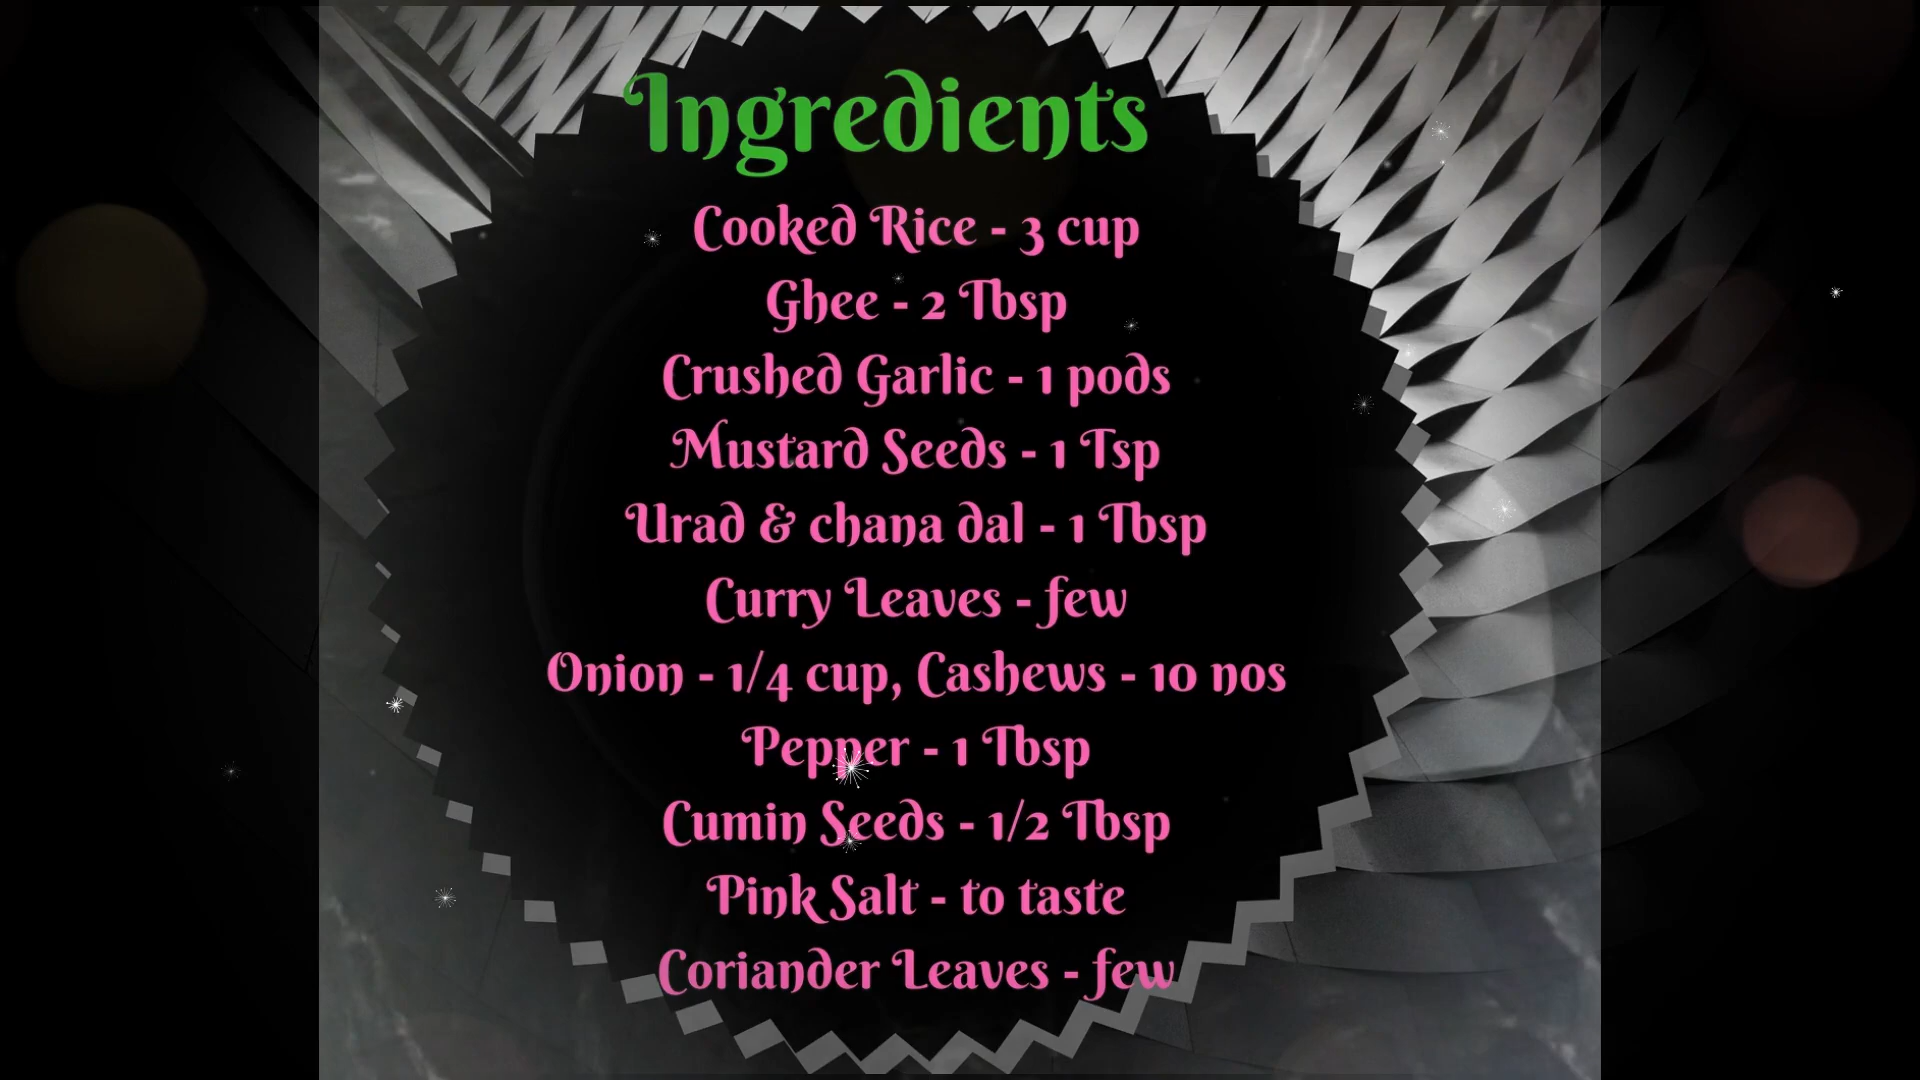 Ingredients
Cooked Rice - 3 cup
Ghee - 2 Tbsp
Crushed Garlic - 1 pods
Mustard Seeds - 1 Tsp
Urad & chana dal - 1 Tbsp
Curry Leaves - few
Onion - 1/4 cup, Cashews - 10 nos
Pepper - 1 Tbsp
Cumin Seeds - 1/2 Tbsp
Pink Salt - to taste
Coriander Leaves - few